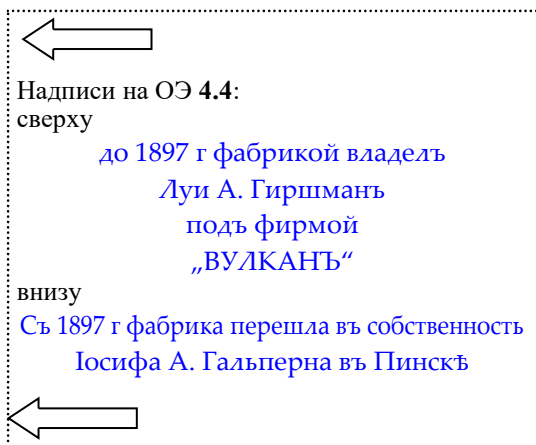 Надписи на ОЭ 4.4:
сверху
до 1897 г фабрикой владелъ
Луи А. Гиршманъ
подъ фирмой
„ВУЛКАНЪ“
внизу
Съ 1897 г фабрика перешла въ собственность
Іосифа А. Гальперна въ Пинскѣ